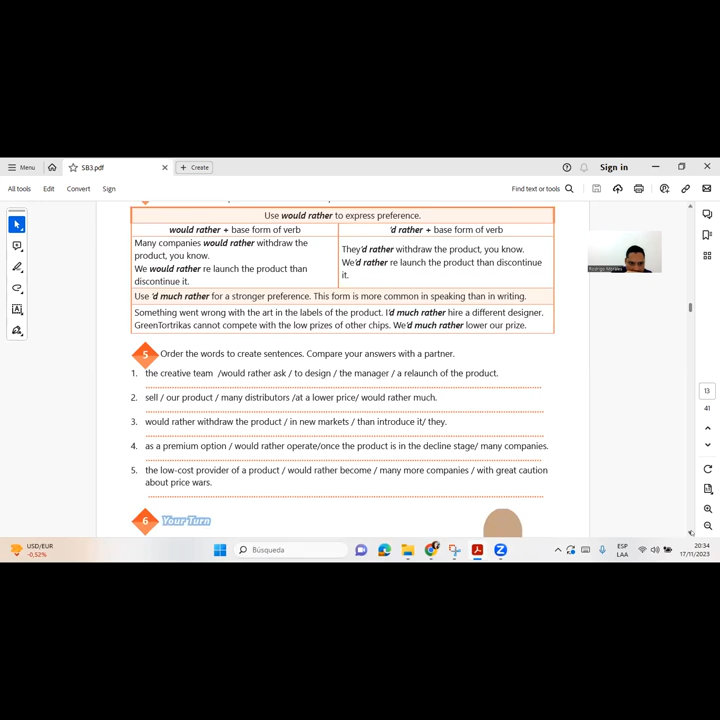 Menu
SB3.pdf
Create
Sign in
All tools Edit Convert Sign
Find text or tools
Use would rather to express preference.
would rather + base form of verb
'd rather + base form of verb
Many companies would rather withdraw the
product, you know.
We would rather re launch the product than
discontinue it.
They'd rather withdraw the product, you know.
We'd rather re launch the product than discontinue
it.
Use 'd much rather for a stronger preference. This form is more common in speaking than in writing.
Something went wrong with the art in the labels of the product. I'd much rather hire a different designer.
GreenTortrikas cannot compete with the low prizes of other chips. We'd much rather lower our prize.
5 Order the words to create sentences. Compare your answers with a partner.
1. the creative team /would rather ask / to design / the manager / a relaunch of the product.
2. sell / our product / many distributors /at a lower price/ would rather much.
3. would rather withdraw the product / in new markets / than introduce it/ they.
4. as a premium option / would rather operate/once the product is in the decline stage/ many companies.
5. the low-cost provider of a product / would rather become / many more companies / with great caution
about price wars.
6 Your Turn
Rodrigo Morales
13
41
USD/EUR
-0,52%
Búsqueda
ESP
LAA
20:34
17/11/2023